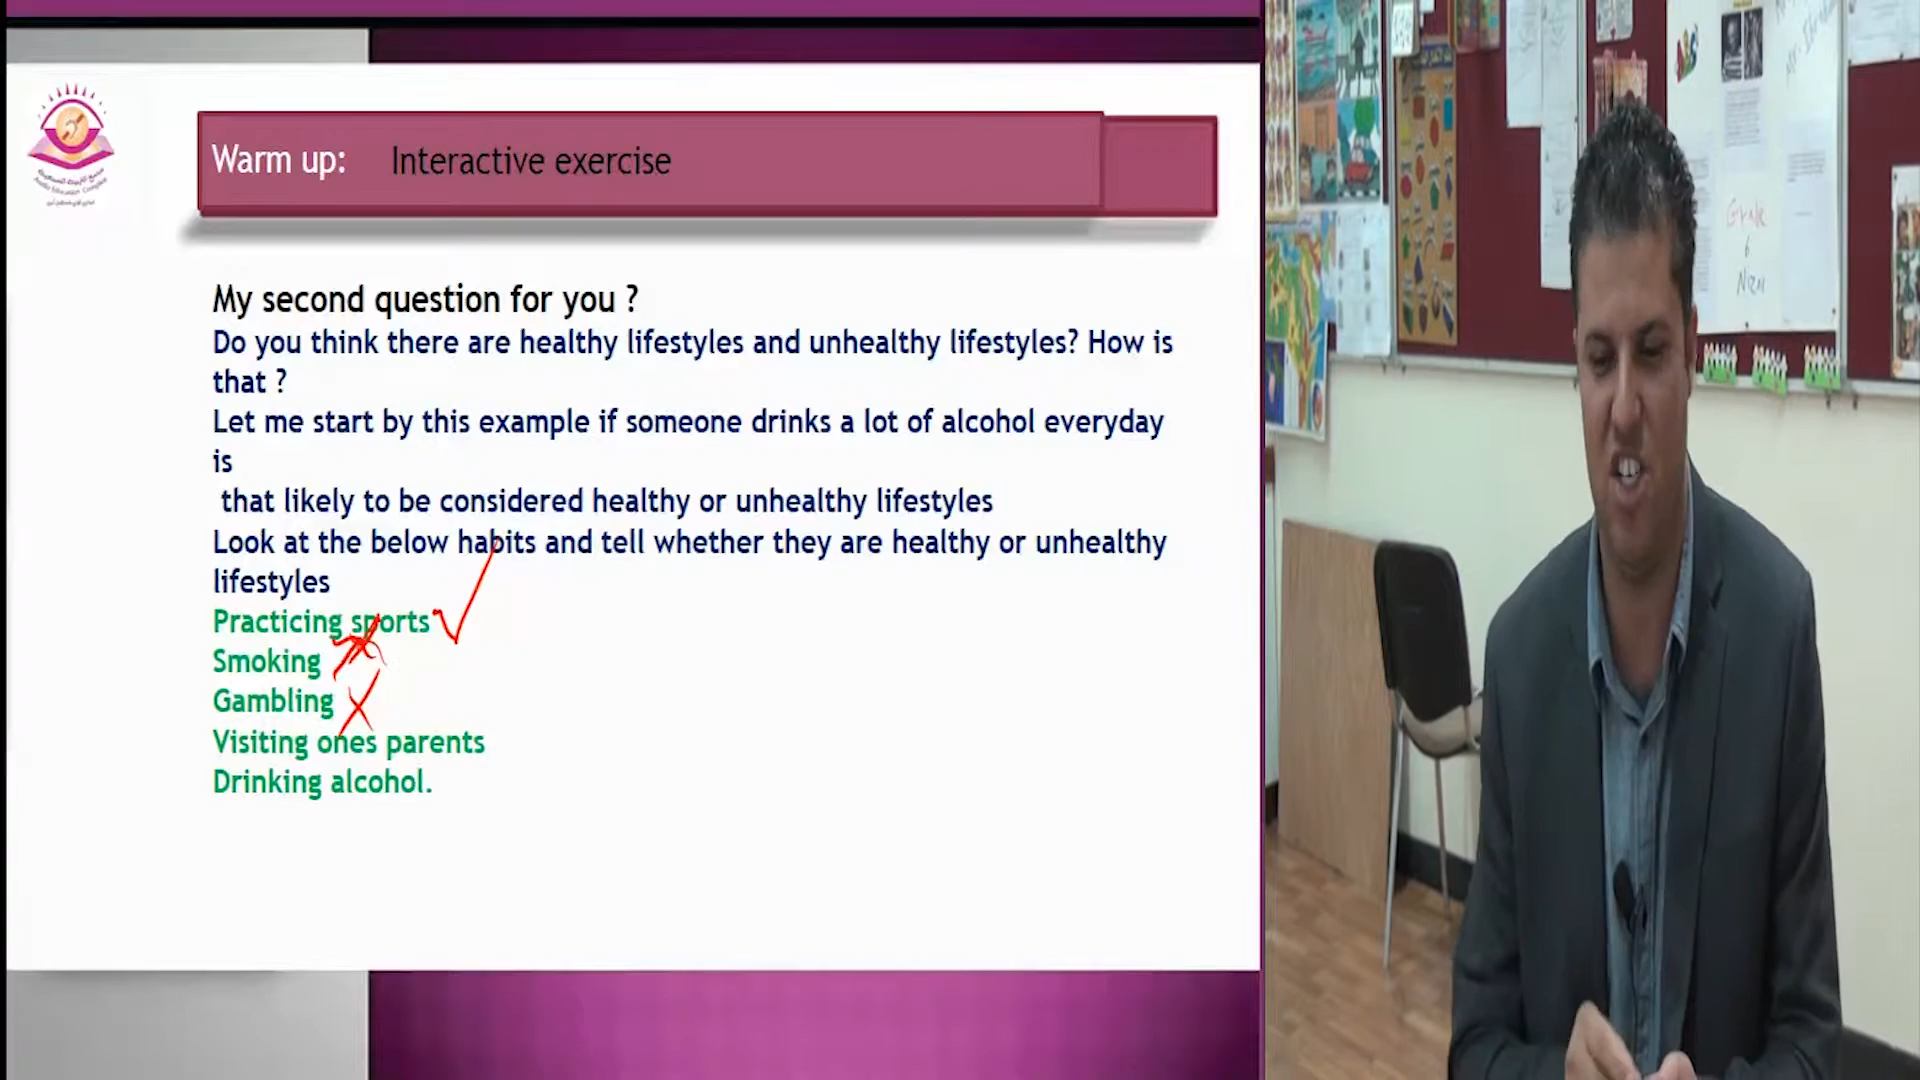 Warm up: Interactive exercise
My second question for you ?
Do you think there are healthy lifestyles and unhealthy lifestyles? How is
that ?
Let me start by this example if someone drinks a lot of alcohol everyday
is
that likely to be considered healthy or unhealthy lifestyles
Look at the below habits and tell whether they are healthy or unhealthy
lifestyles
Practicing sports
Smoking
Gambling
Visiting ones parents
Drinking alcohol.
Grade
6